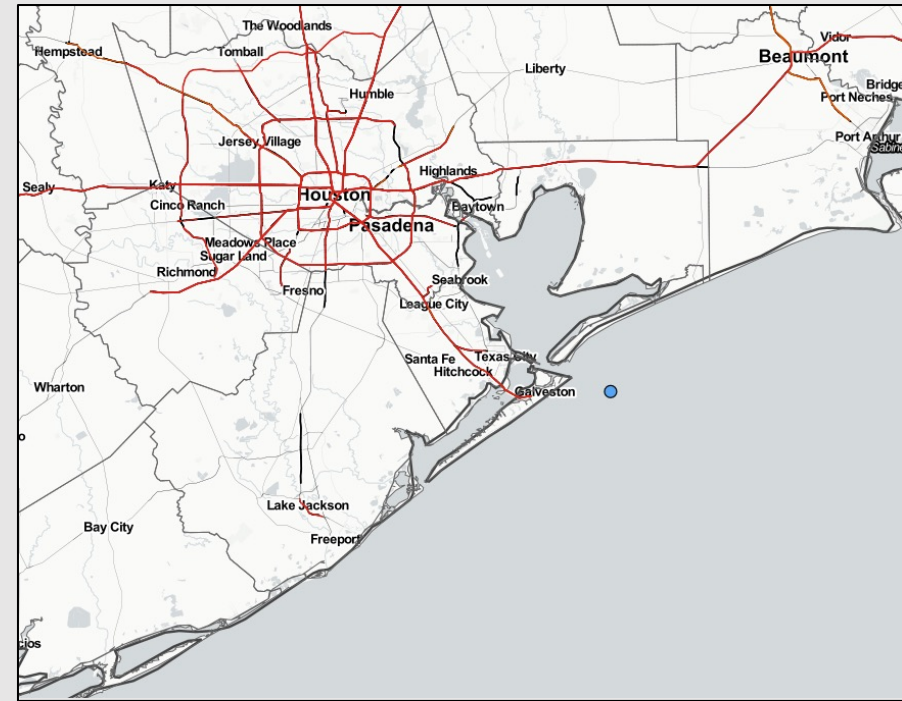 The Woodlands
Vidor
Hempstead
Tomball
Beaumont
Liberty
Bridge
Humble
Port Neches
Port Arthur
Jersey Village
Sabine
Highlands
Sealy
Katy
Houston
Cinco Ranch
Baytown
Pasadena
Meadows Place
Sugar Land
Richmond
Seabrook
Fresno
League City
Santa Fe
Texas City
Hitchcock
Wharton
Galveston
o
Lake Jackson
Bay City
Freeport
cios